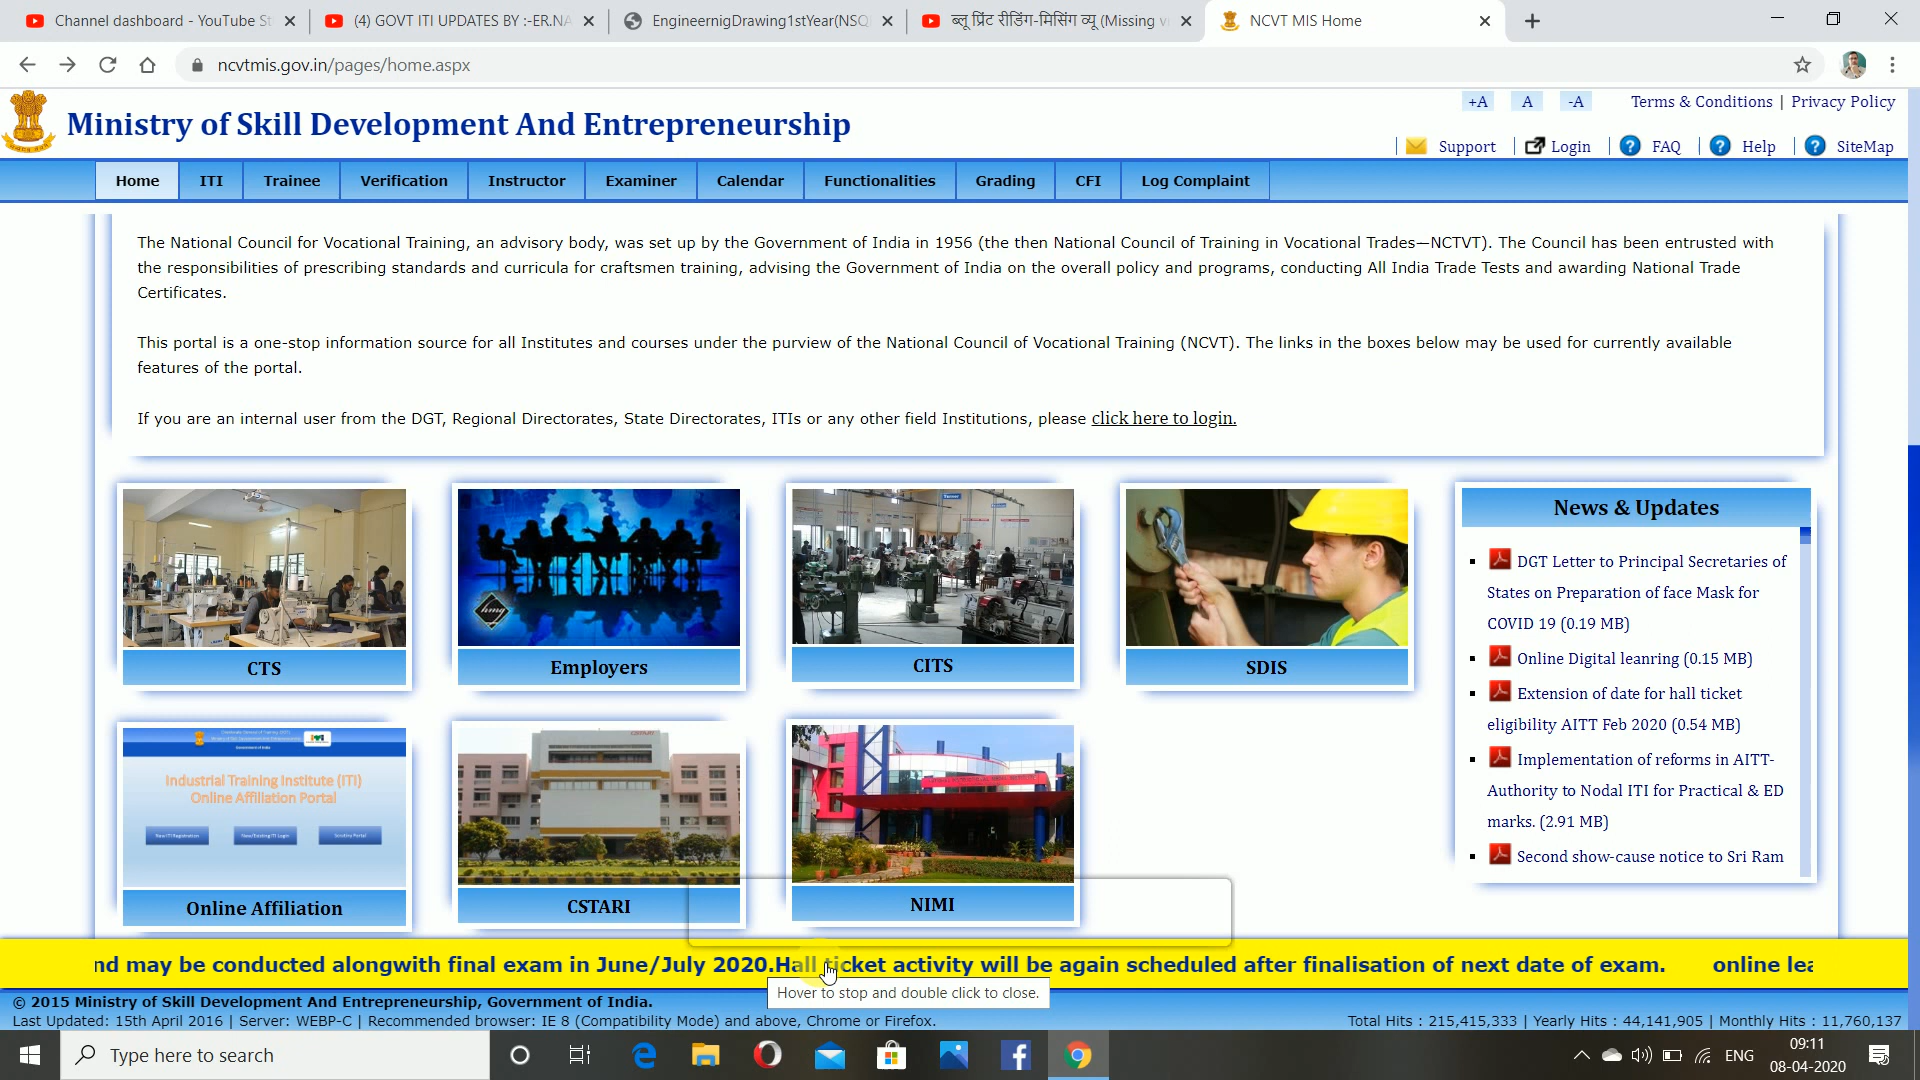 Channel dashboard - YouTube St
(4) GOVT ITI UPDATES BY :-ER.NA
EngineernigDrawing1stYear(NSQ
ब्लू प्रिंट रीडिंग-मिसिंग व्यू (Missing v
NCVT MIS Home
ncvtmis.gov.in/pages/home.aspx
+A A -A Terms & Conditions | Privacy Policy
Ministry of Skill Development And Entrepreneurship
Support Login FAQ Help SiteMap
Home ITI Trainee Verification Instructor Examiner Calendar Functionalities Grading CFI Log Complaint
The National Council for Vocational Training, an advisory body, was set up by the Government of India in 1956 (the then National Council of Training in Vocational Trades—NCTVT). The Council has been entrusted with
the responsibilities of prescribing standards and curricula for craftsmen training, advising the Government of India on the overall policy and programs, conducting All India Trade Tests and awarding National Trade
Certificates.
This portal is a one-stop information source for all Institutes and courses under the purview of the National Council of Vocational Training (NCVT). The links in the boxes below may be used for currently available
features of the portal.
If you are an internal user from the DGT, Regional Directorates, State Directorates, ITIs or any other field Institutions, please click here to login.
CTS
Employers
hmg
CITS
SDIS
News & Updates
DGT Letter to Principal Secretaries of
States on Preparation of face Mask for
COVID 19 (0.19 MB)
Online Digital leanring (0.15 MB)
Extension of date for hall ticket
eligibility AITT Feb 2020 (0.54 MB)
Implementation of reforms in AITT-
Authority to Nodal ITI for Practical & ED
marks. (2.91 MB)
Second show-cause notice to Sri Ram
Industrial Training Institute (ITI)
Online Affiliation Portal
New ITI Registration
New/Existing ITI Login
Scrutiny Portal
Online Affiliation
CSTARI
NIMI
nd may be conducted alongwith final exam in June/July 2020.Hall ticket activity will be again scheduled after finalisation of next date of exam. online lea
Hover to stop and double click to close.
© 2015 Ministry of Skill Development And Entrepreneurship, Government of India.
Last Updated: 15th April 2016 | Server: WEBP-C | Recommended browser: IE 8 (Compatibility Mode) and above, Chrome or Firefox.
Total Hits : 215,415,333 | Yearly Hits : 44,141,905 | Monthly Hits : 11,760,137
Type here to search
ENG
09:11
08-04-2020